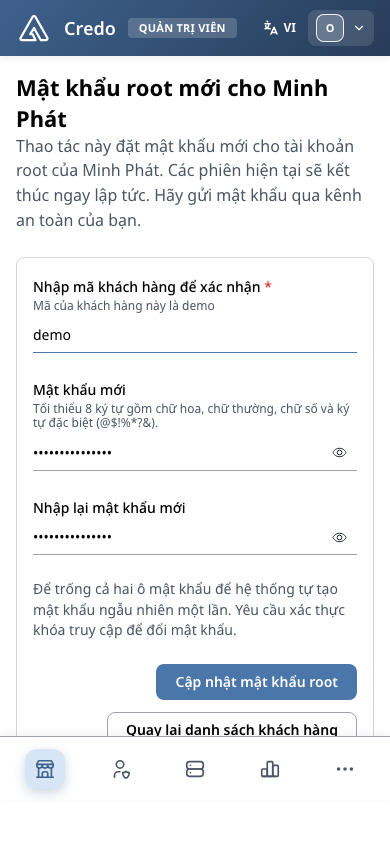 Credo
QUẢN TRỊ VIÊN
VI
O
Mật khẩu root mới cho Minh
Phát
Thao tác này đặt mật khẩu mới cho tài khoản
root của Minh Phát. Các phiên hiện tại sẽ kết
thúc ngay lập tức. Hãy gửi mật khẩu qua kênh
an toàn của bạn.
Nhập mã khách hàng để xác nhận *
Mã của khách hàng này là demo
demo
Mật khẩu mới
Tối thiểu 8 ký tự gồm chữ hoa, chữ thường, chữ số và ký
tự đặc biệt (@$!%*?&).
•••••••••••••••
Nhập lại mật khẩu mới
•••••••••••••••
Để trống cả hai ô mật khẩu để hệ thống tự tạo
mật khẩu ngẫu nhiên một lần. Yêu cầu xác thực
khóa truy cập để đổi mật khẩu.
Cập nhật mật khẩu root
Quay lại danh sách khách hàng